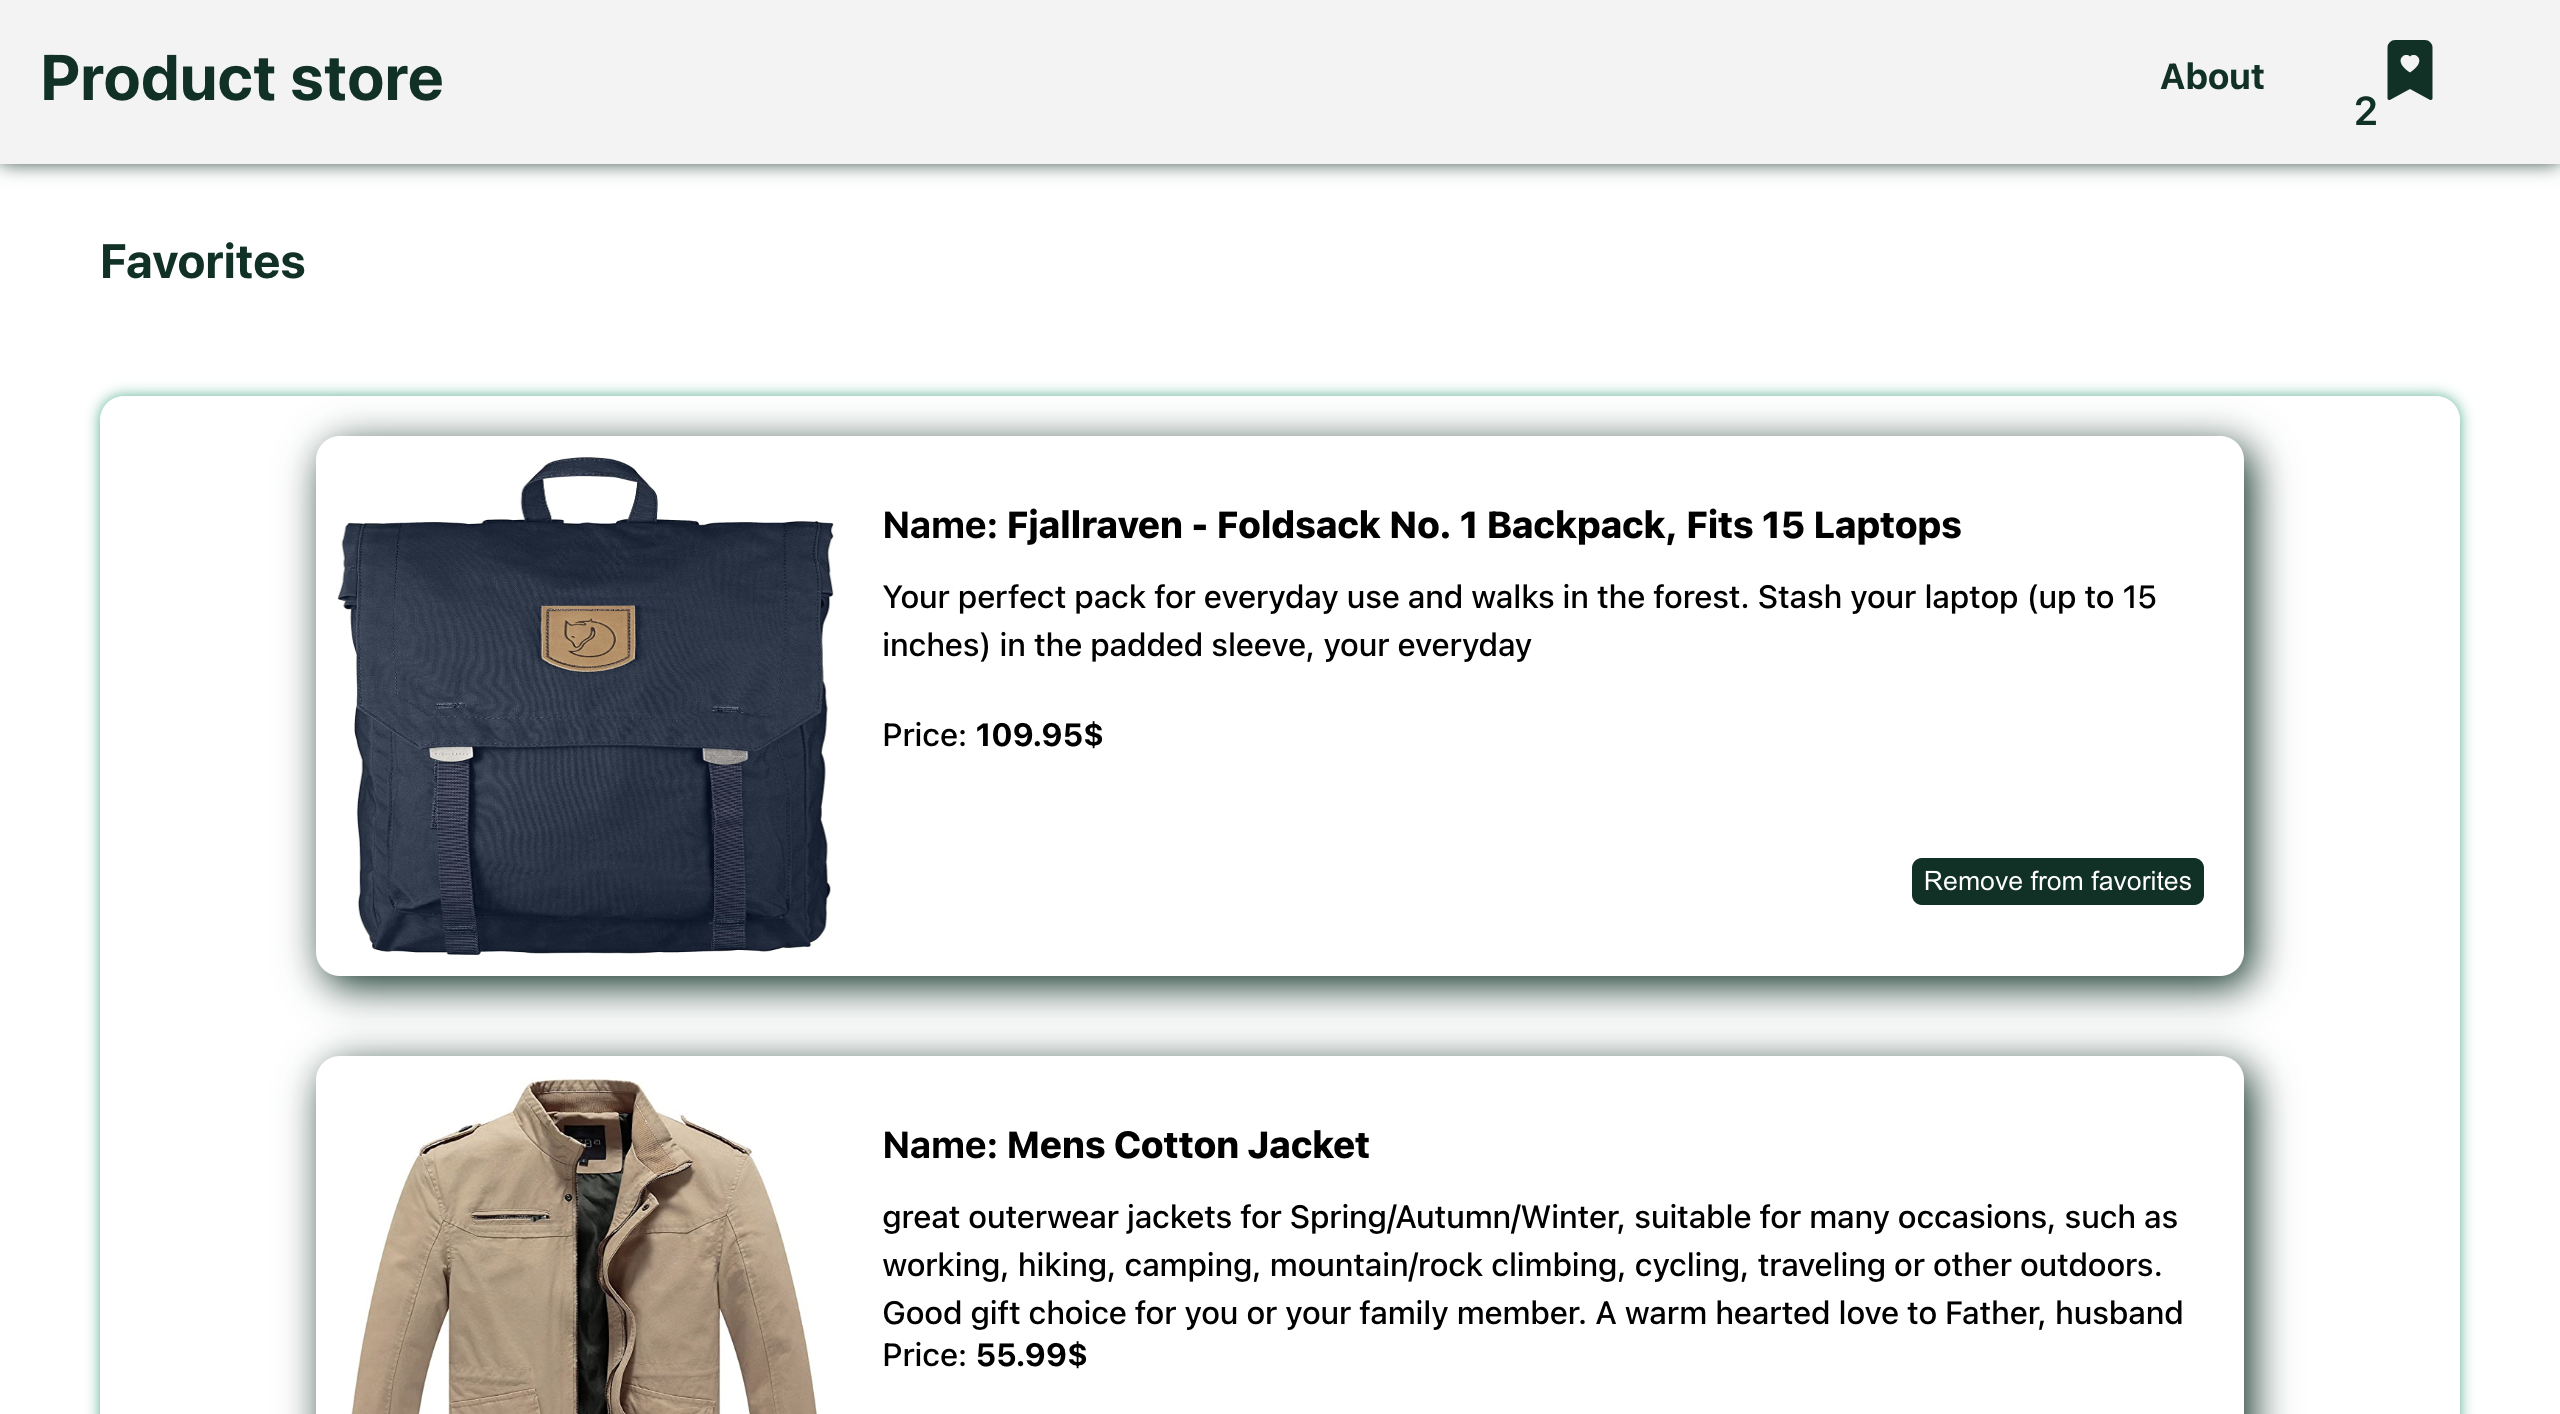 Product store
About
2
Favorites
Name: Fjallraven - Foldsack No. 1 Backpack, Fits 15 Laptops
Your perfect pack for everyday use and walks in the forest. Stash your laptop (up to 15
inches) in the padded sleeve, your everyday
Price: 109.95$
Remove from favorites
Name: Mens Cotton Jacket
great outerwear jackets for Spring/Autumn/Winter, suitable for many occasions, such as
working, hiking, camping, mountain/rock climbing, cycling, traveling or other outdoors.
Good gift choice for you or your family member. A warm hearted love to Father, husband
Price: 55.99$